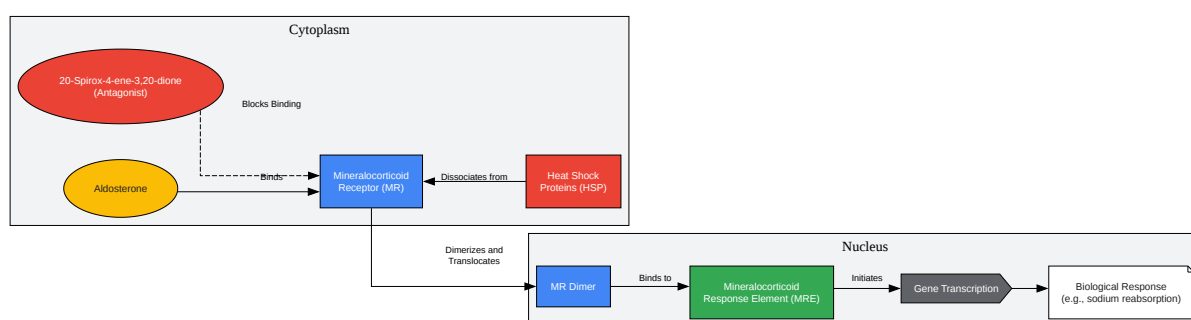 Cytoplasm
20-Spirox-4-ene-3,20-dione
(Antagonist)
Blocks Binding
Aldosterone
Binds
Mineralocorticoid
Receptor (MR)
Dissociates from
Heat Shock
Proteins (HSP)
Dimerizes and
Translocates
Nucleus
MR Dimer
Binds to
Mineralocorticoid
Response Element (MRE)
Initiates
Gene Transcription
Biological Response
(e.g., sodium reabsorption)